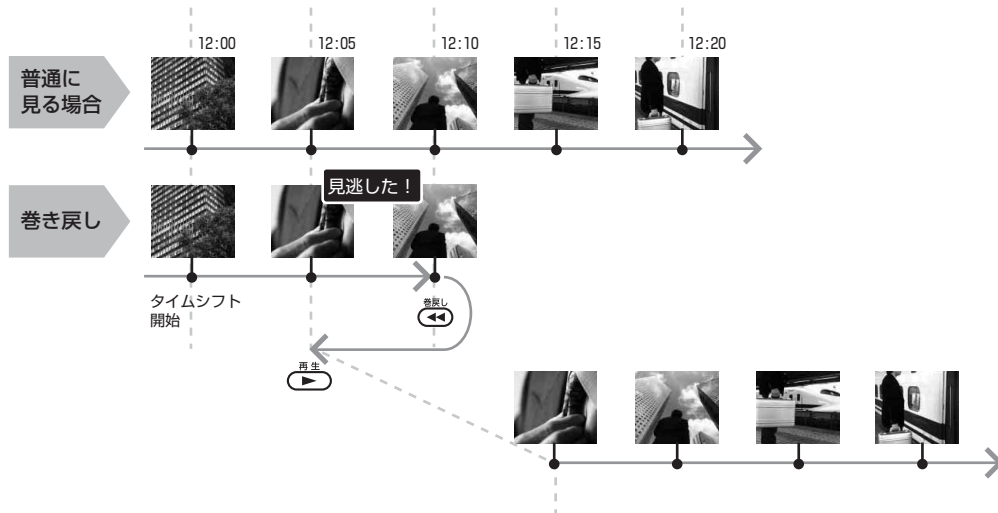 12:00
12:05
12:10
12:15
12:20
普通に
見る場合
見逃した！
巻き戻し
タイムシフト
開始
巻戻し
再生